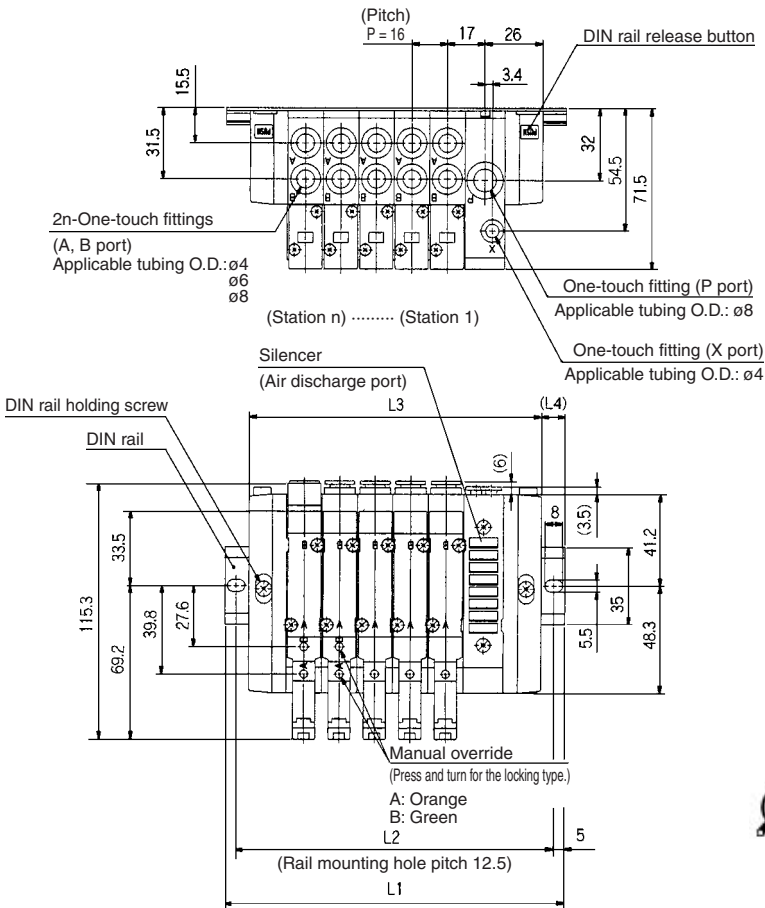 (Pitch)
P = 16
17
26
DIN rail release button
3.4
15.5
31.5
32
54.5
71.5
PUSH
PUSH
A A A A A
B B B B B
P
X
2n-One-touch fittings
(A, B port)
Applicable tubing O.D.: ø4
ø6
ø8
One-touch fitting (P port)
Applicable tubing O.D.: ø8
(Station n) ········· (Station 1)
One-touch fitting (X port)
Applicable tubing O.D.: ø4
Silencer
(Air discharge port)
DIN rail holding screw
L3
(L4)
DIN rail
(6)
8
(3.5)
41.2
33.5
B B B B B
115.3
39.8
27.6
69.2
35
5.5
48.3
A A A A A
B B
A A
Manual override
(Press and turn for the locking type.)
A: Orange
B: Green
L2
5
(Rail mounting hole pitch 12.5)
L1